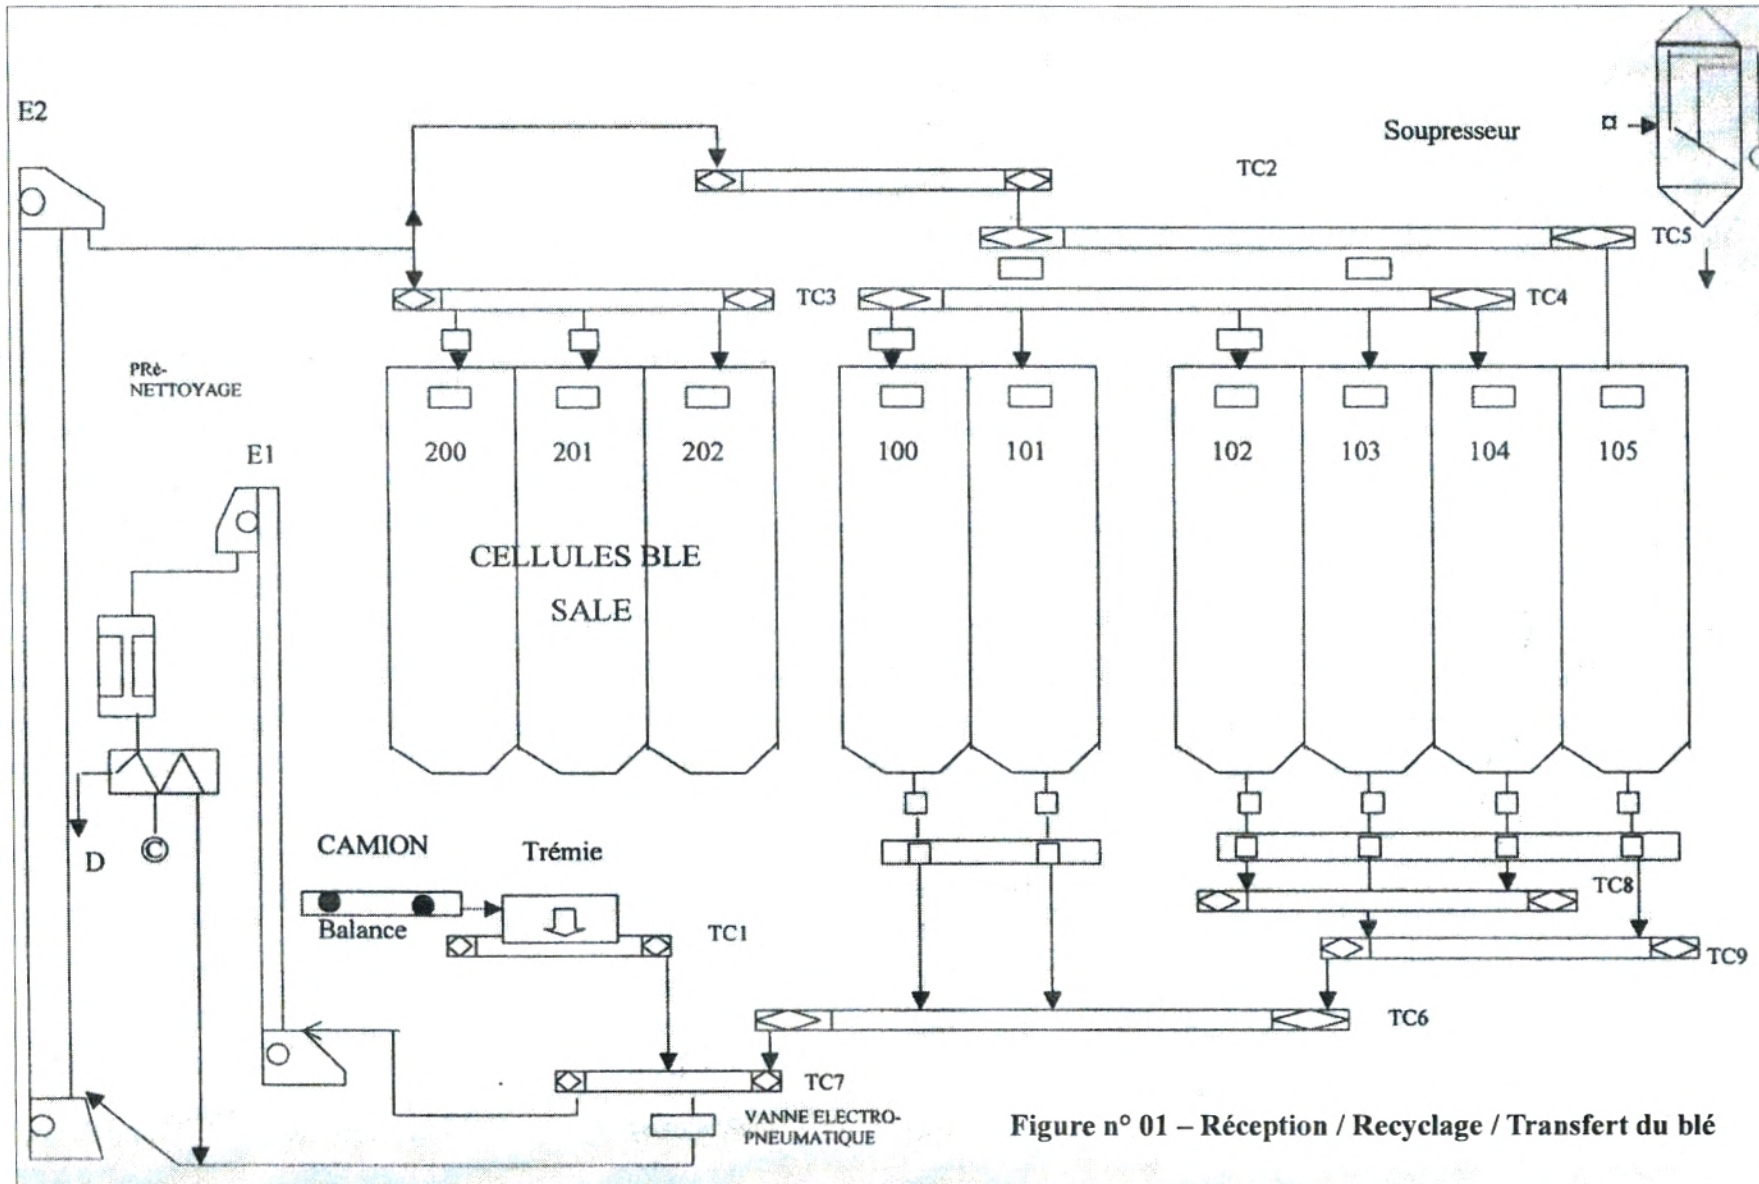 E2
Soupresseur
¤
TC2
TC5
TC3
TC4
PRè-
NETTOYAGE
E1
200
201
202
100
101
102
103
104
105
CELLULES BLE
SALE
D
©
CAMION
Trémie
Balance
TC1
TC8
TC9
TC6
TC7
VANNE ELECTRO-
PNEUMATIQUE
Figure n° 01 – Réception / Recyclage / Transfert du blé